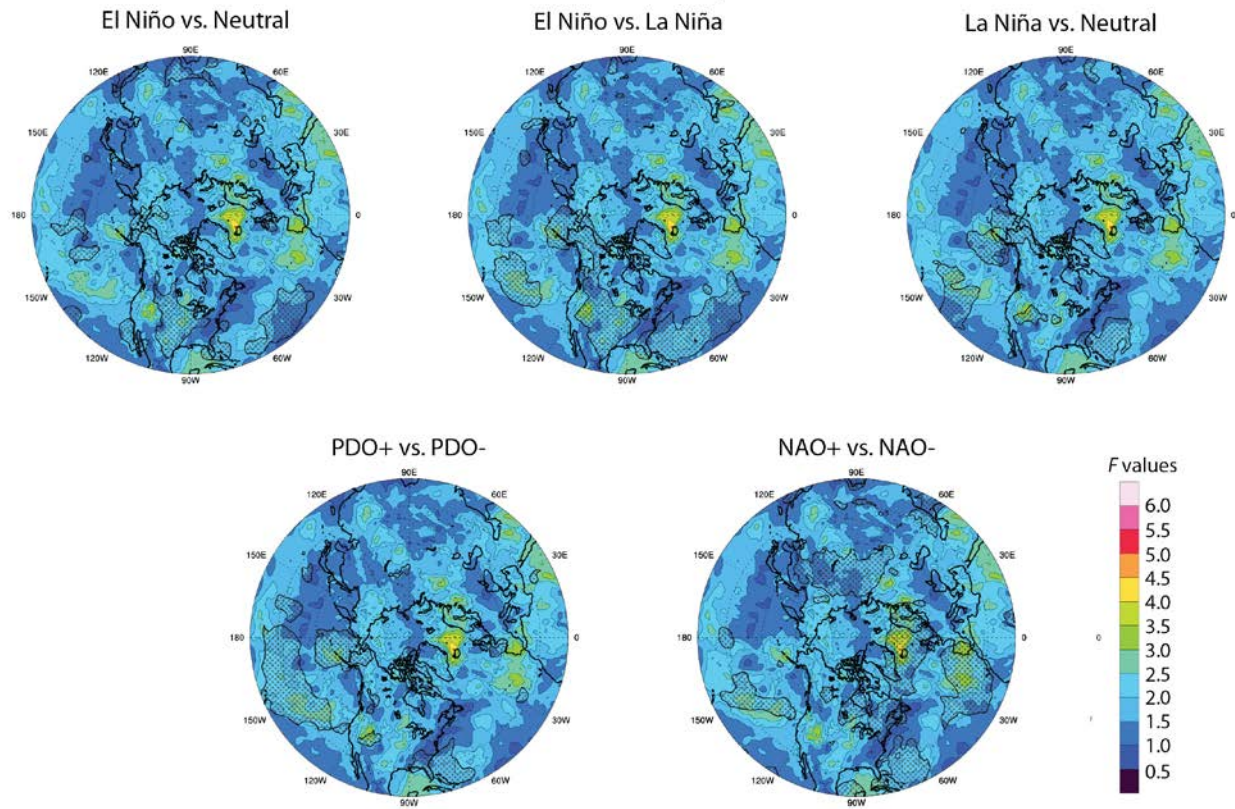 El Niño vs. Neutral
El Niño vs. La Niña
La Niña vs. Neutral
90E
120E
60E
150E
30E
180
0
150W
30W
120W
60W
90W
90E
120E
60E
150E
30E
180
0
150W
30W
120W
60W
90W
90E
120E
60E
150E
30E
180
0
150W
30W
120W
60W
90W
PDO+ vs. PDO-
NAO+ vs. NAO-
90E
120E
60E
150E
30E
180
0
150W
30W
120W
60W
90W
90E
120E
60E
150E
30E
180
0
150W
30W
120W
60W
90W
0
F values
6.0
5.5
5.0
4.5
4.0
3.5
3.0
2.5
2.0
1.5
1.0
0.5